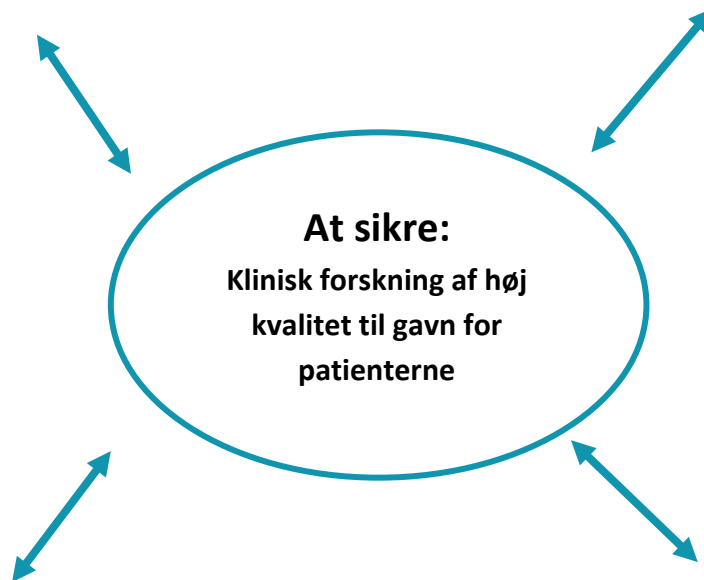 At sikre:
Klinisk forskning af høj
kvalitet til gavn for
patienterne